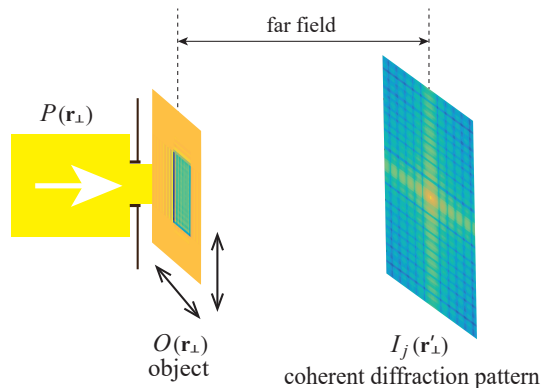 far field
P(r⊥)
O(r⊥)
object
I_j(r′⊥)
coherent diffraction pattern